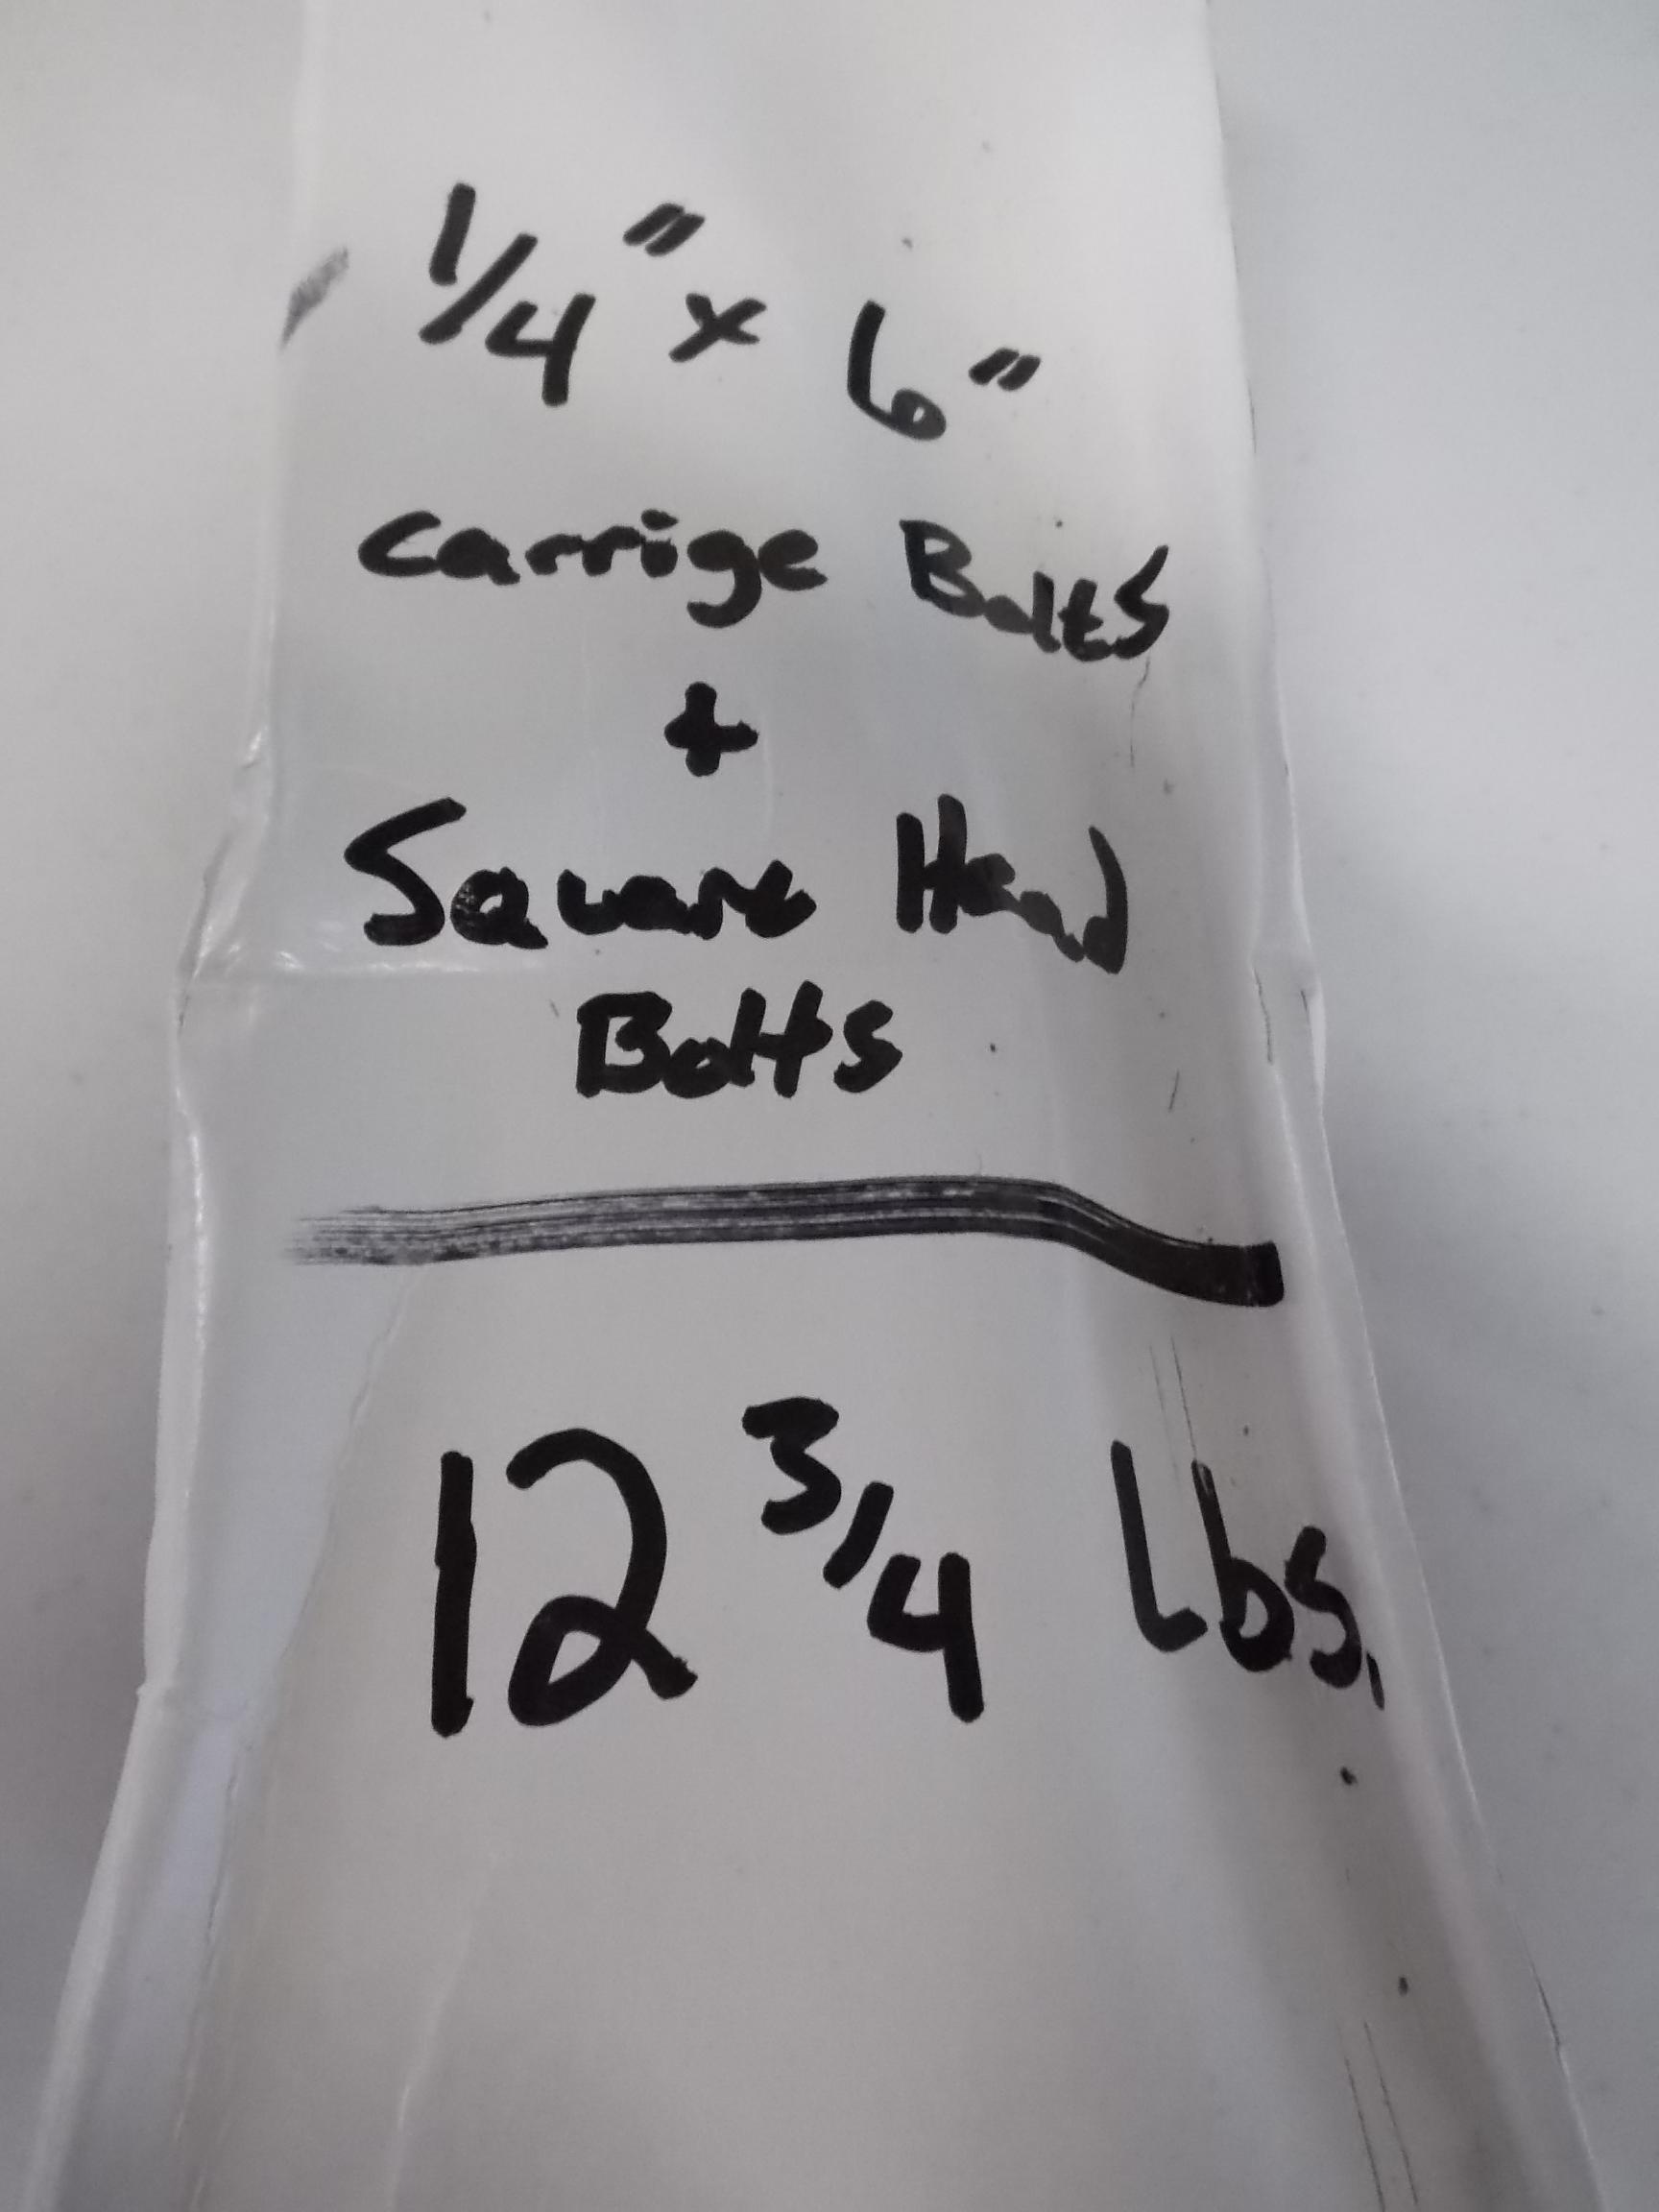 1/4" x 6"
Carrige Bolts
+
Square Head
Bolts
12 3/4 Lbs.